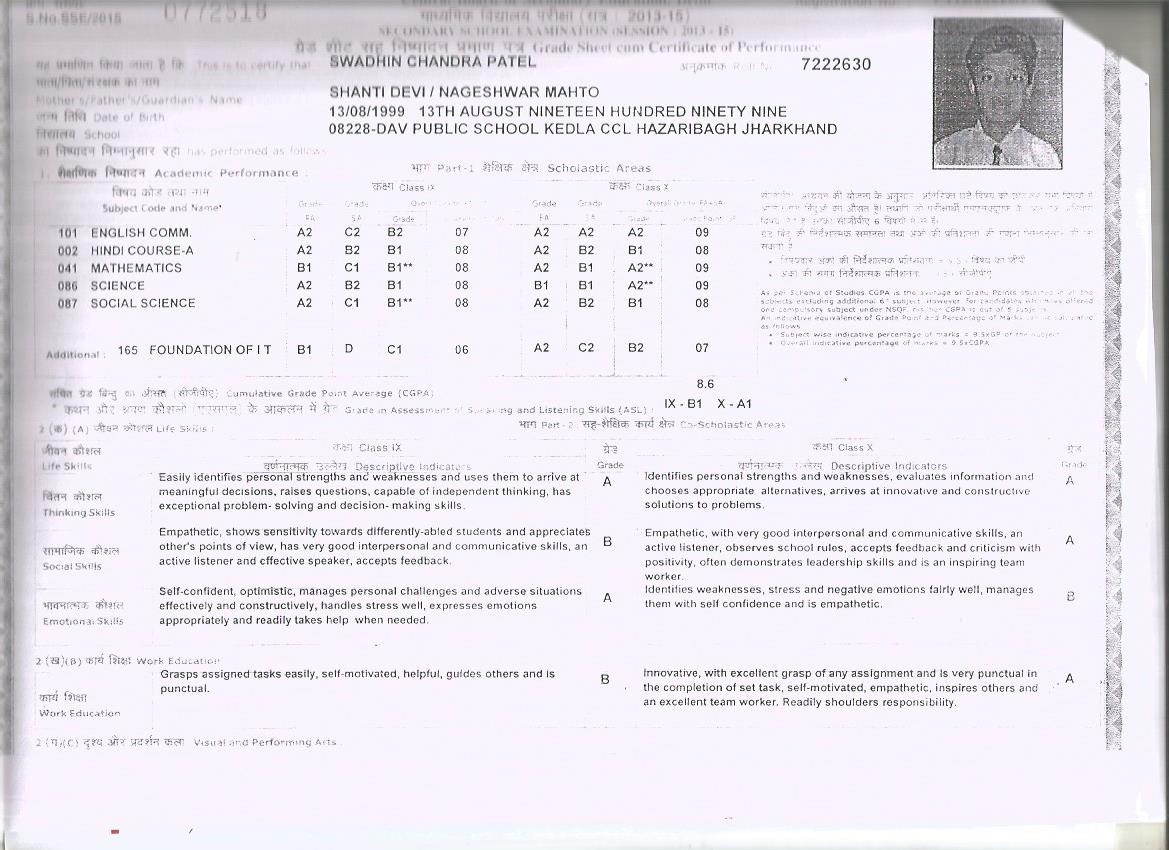 S.No.SSE/2015 0772518
माध्यमिक विद्यालय परीक्षा (सत्र : 2013-15)
SECONDARY SCHOOL EXAMINATION (SESSION : 2013 - 15)
ग्रेड शीट सह निष्पादन प्रमाण पत्र Grade Sheet cum Certificate of Performance
यह प्रमाणित किया जाता है कि This is to certify that SWADHIN CHANDRA PATEL अनुक्रमांक Roll No. 7222630
Mother's/Father's/Guardian's Name SHANTI DEVI / NAGESHWAR MAHTO
जन्म तिथि Date of Birth 13/08/1999 13TH AUGUST NINETEEN HUNDRED NINETY NINE
विद्यालय School 08228-DAV PUBLIC SCHOOL KEDLA CCL HAZARIBAGH JHARKHAND
का निष्पादन निम्नानुसार रहा has performed as follows
भाग Part-1 शैक्षिक क्षेत्र Scholastic Areas
1. शैक्षणिक निष्पादन Academic Performance :
विषय कोड तथा नाम कक्षा Class IX कक्षा Class X
Subject Code and Name* Grade Grade Grade Grade
FA SA Grade FA SA Grade
101 ENGLISH COMM. A2 C2 B2 07 A2 A2 A2 09
002 HINDI COURSE-A A2 B2 B1 08 A2 B2 B1 08
041 MATHEMATICS B1 C1 B1** 08 A2 B1 A2** 09
086 SCIENCE A2 B2 B1 08 B1 B1 A2** 09
087 SOCIAL SCIENCE A2 C1 B1** 08 A2 B2 B1 08
Additional : 165 FOUNDATION OF I T B1 D C1 06 A2 C2 B2 07
As per Scheme of Studies CGPA is the average of Grade Points obtained in all the
subjects excluding additional 6th subject. However, for candidates who have offered
one compulsory subject under NSQF, his/her CGPA is out of 5 subjects.
An indicative equivalence of Grade Point and Percentage of Marks can be calculated
as follows
• Subject wise indicative percentage of marks = 9.5xGP of the subject
• Overall indicative percentage of marks = 9.5xCGPA
संचित ग्रेड बिन्दु का औसत (सीजीपीए) Cumulative Grade Point Average (CGPA) 8.6
* कथन और श्रवण कौशलों के आकलन में ग्रेड Grade in Assessment of Speaking and Listening Skills (ASL) : IX - B1 X - A1
2 (क) (A) जीवन कौशल Life Skills : भाग Part-2 सह-शैक्षिक कार्य क्षेत्र Co-Scholastic Areas
जीवन कौशल कक्षा Class IX ग्रेड कक्षा Class X ग्रेड
Life Skills वर्णनात्मक उल्लेख Descriptive Indicators Grade वर्णनात्मक उल्लेख Descriptive Indicators Grade
चिंतन कौशल
Thinking Skills
Easily identifies personal strengths and weaknesses and uses them to arrive at
meaningful decisions, raises questions, capable of independent thinking, has
exceptional problem- solving and decision- making skills.
A
Identifies personal strengths and weaknesses, evaluates information and
chooses appropriate alternatives, arrives at innovative and constructive
solutions to problems.
A
सामाजिक कौशल
Social Skills
Empathetic, shows sensitivity towards differently-abled students and appreciates
other's points of view, has very good interpersonal and communicative skills, an
active listener and effective speaker, accepts feedback.
B
Empathetic, with very good interpersonal and communicative skills, an
active listener, observes school rules, accepts feedback and criticism with
positivity, often demonstrates leadership skills and is an inspiring team
worker.
A
भावनात्मक कौशल
Emotional Skills
Self-confident, optimistic, manages personal challenges and adverse situations
effectively and constructively, handles stress well, expresses emotions
appropriately and readily takes help when needed.
A
Identifies weaknesses, stress and negative emotions fairly well, manages
them with self confidence and is empathetic.
B
2 (ख)(B) कार्य शिक्षा Work Education
कार्य शिक्षा
Work Education
Grasps assigned tasks easily, self-motivated, helpful, guides others and is
punctual.
B
Innovative, with excellent grasp of any assignment and is very punctual in
the completion of set task, self-motivated, empathetic, inspires others and
an excellent team worker. Readily shoulders responsibility.
A
2 (ग)(C) दृश्य और प्रदर्शन कला Visual and Performing Arts :